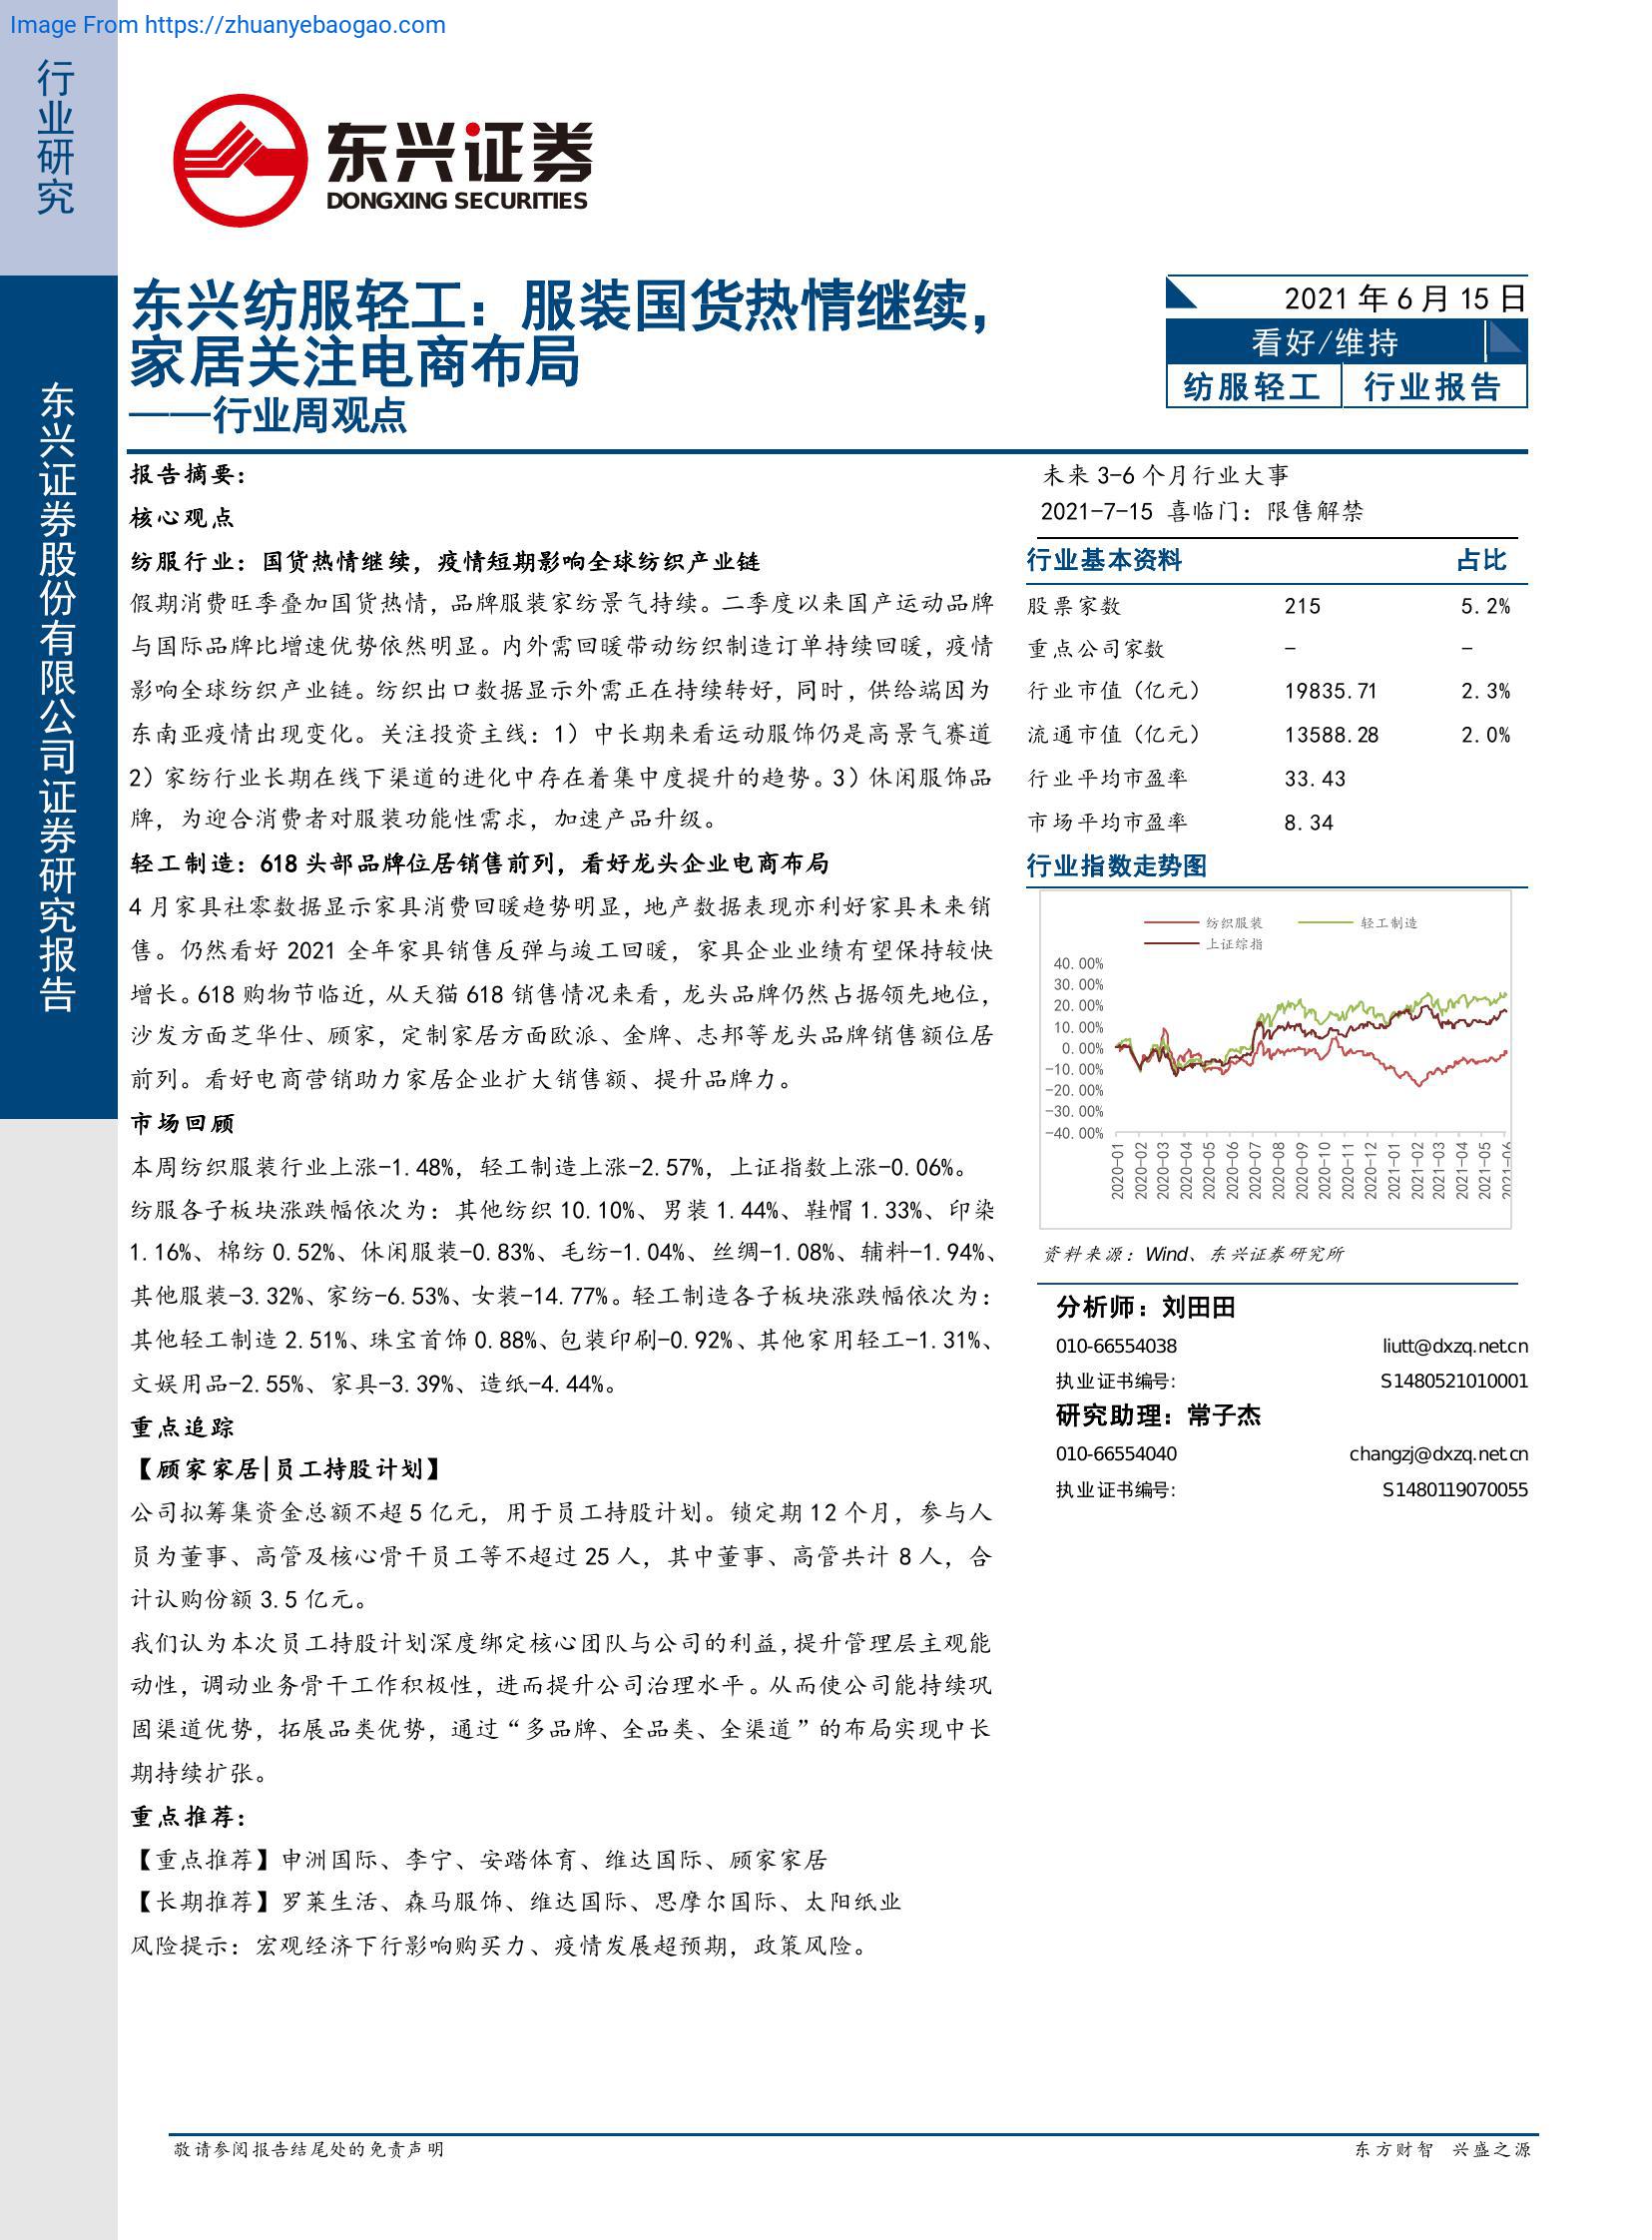 Image From https://zhuanyebaogao.com
行业研究
东兴证券股份有限公司证券研究报告
东兴证券
DONGXING SECURITIES
东兴纺服轻工：服装国货热情继续，
家居关注电商布局
——行业周观点
2021 年 6 月 15 日
看好/维持
纺服轻工 行业报告
报告摘要：
核心观点
纺服行业：国货热情继续，疫情短期影响全球纺织产业链
假期消费旺季叠加国货热情，品牌服装家纺景气持续。二季度以来国产运动品牌
与国际品牌比增速优势依然明显。内外需回暖带动纺织制造订单持续回暖，疫情
影响全球纺织产业链。纺织出口数据显示外需正在持续转好，同时，供给端因为
东南亚疫情出现变化。关注投资主线：1）中长期来看运动服饰仍是高景气赛道
2）家纺行业长期在线下渠道的进化中存在着集中度提升的趋势。3）休闲服饰品
牌，为迎合消费者对服装功能性需求，加速产品升级。
轻工制造：618 头部品牌位居销售前列，看好龙头企业电商布局
4 月家具社零数据显示家具消费回暖趋势明显，地产数据表现亦利好家具未来销
售。仍然看好 2021 全年家具销售反弹与竣工回暖，家具企业业绩有望保持较快
增长。618 购物节临近，从天猫 618 销售情况来看，龙头品牌仍然占据领先地位，
沙发方面芝华仕、顾家，定制家居方面欧派、金牌、志邦等龙头品牌销售额位居
前列。看好电商营销助力家居企业扩大销售额、提升品牌力。
市场回顾
本周纺织服装行业上涨-1.48%，轻工制造上涨-2.57%，上证指数上涨-0.06%。
纺服各子板块涨跌幅依次为：其他纺织 10.10%、男装 1.44%、鞋帽 1.33%、印染
1.16%、棉纺 0.52%、休闲服装-0.83%、毛纺-1.04%、丝绸-1.08%、辅料-1.94%、
其他服装-3.32%、家纺-6.53%、女装-14.77%。轻工制造各子板块涨跌幅依次为：
其他轻工制造 2.51%、珠宝首饰 0.88%、包装印刷-0.92%、其他家用轻工-1.31%、
文娱用品-2.55%、家具-3.39%、造纸-4.44%。
重点追踪
【顾家家居|员工持股计划】
公司拟筹集资金总额不超 5 亿元，用于员工持股计划。锁定期 12 个月，参与人
员为董事、高管及核心骨干员工等不超过 25 人，其中董事、高管共计 8 人，合
计认购份额 3.5 亿元。
我们认为本次员工持股计划深度绑定核心团队与公司的利益，提升管理层主观能
动性，调动业务骨干工作积极性，进而提升公司治理水平。从而使公司能持续巩
固渠道优势，拓展品类优势，通过“多品牌、全品类、全渠道”的布局实现中长
期持续扩张。
重点推荐：
【重点推荐】申洲国际、李宁、安踏体育、维达国际、顾家家居
【长期推荐】罗莱生活、森马服饰、维达国际、思摩尔国际、太阳纸业
风险提示：宏观经济下行影响购买力、疫情发展超预期，政策风险。
未来 3-6 个月行业大事
2021-7-15 喜临门：限售解禁
行业基本资料 占比
股票家数 215 5.2%
重点公司家数 - -
行业市值（亿元） 19835.71 2.3%
流通市值（亿元） 13588.28 2.0%
行业平均市盈率 33.43
市场平均市盈率 8.34
行业指数走势图
纺织服装 轻工制造
上证综指
40.00%
30.00%
20.00%
10.00%
0.00%
-10.00%
-20.00%
-30.00%
-40.00%
2020-01 2020-02 2020-03 2020-04 2020-05 2020-06 2020-07 2020-08 2020-09 2020-10 2020-11 2020-12 2021-01 2021-02 2021-03 2021-04 2021-05 2021-06
资料来源：Wind、东兴证券研究所
分析师：刘田田
010-66554038 liutt@dxzq.net.cn
执业证书编号: S1480521010001
研究助理：常子杰
010-66554040 changzj@dxzq.net.cn
执业证书编号: S1480119070055
敬请参阅报告结尾处的免责声明
东方财智 兴盛之源